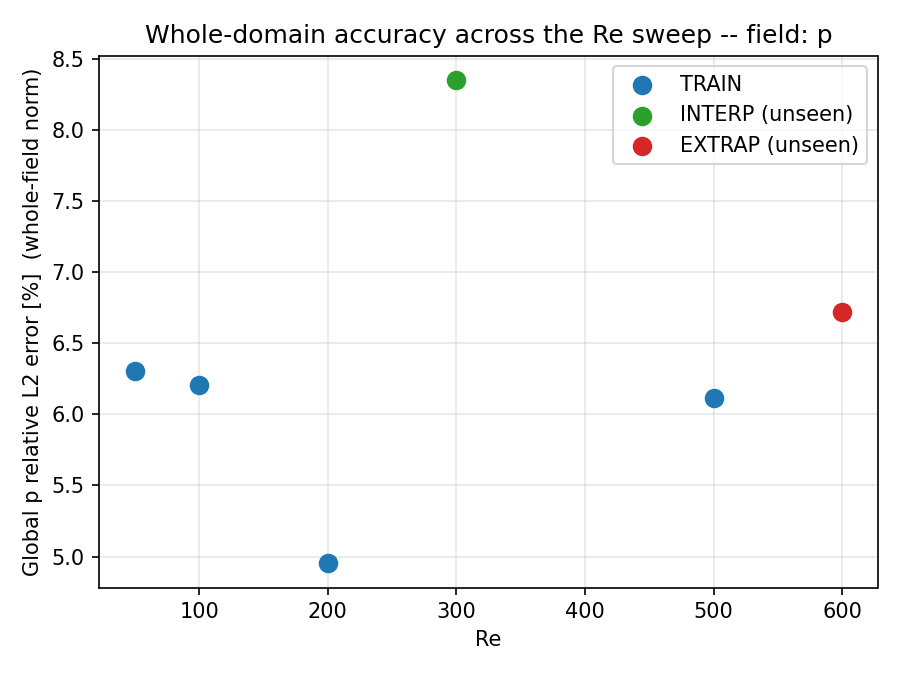 Whole-domain accuracy across the Re sweep -- field: p
Global p relative L2 error [%]  (whole-field norm)
8.5
8.0
7.5
7.0
6.5
6.0
5.5
5.0
TRAIN
INTERP (unseen)
EXTRAP (unseen)
100
200
300
400
500
600
Re